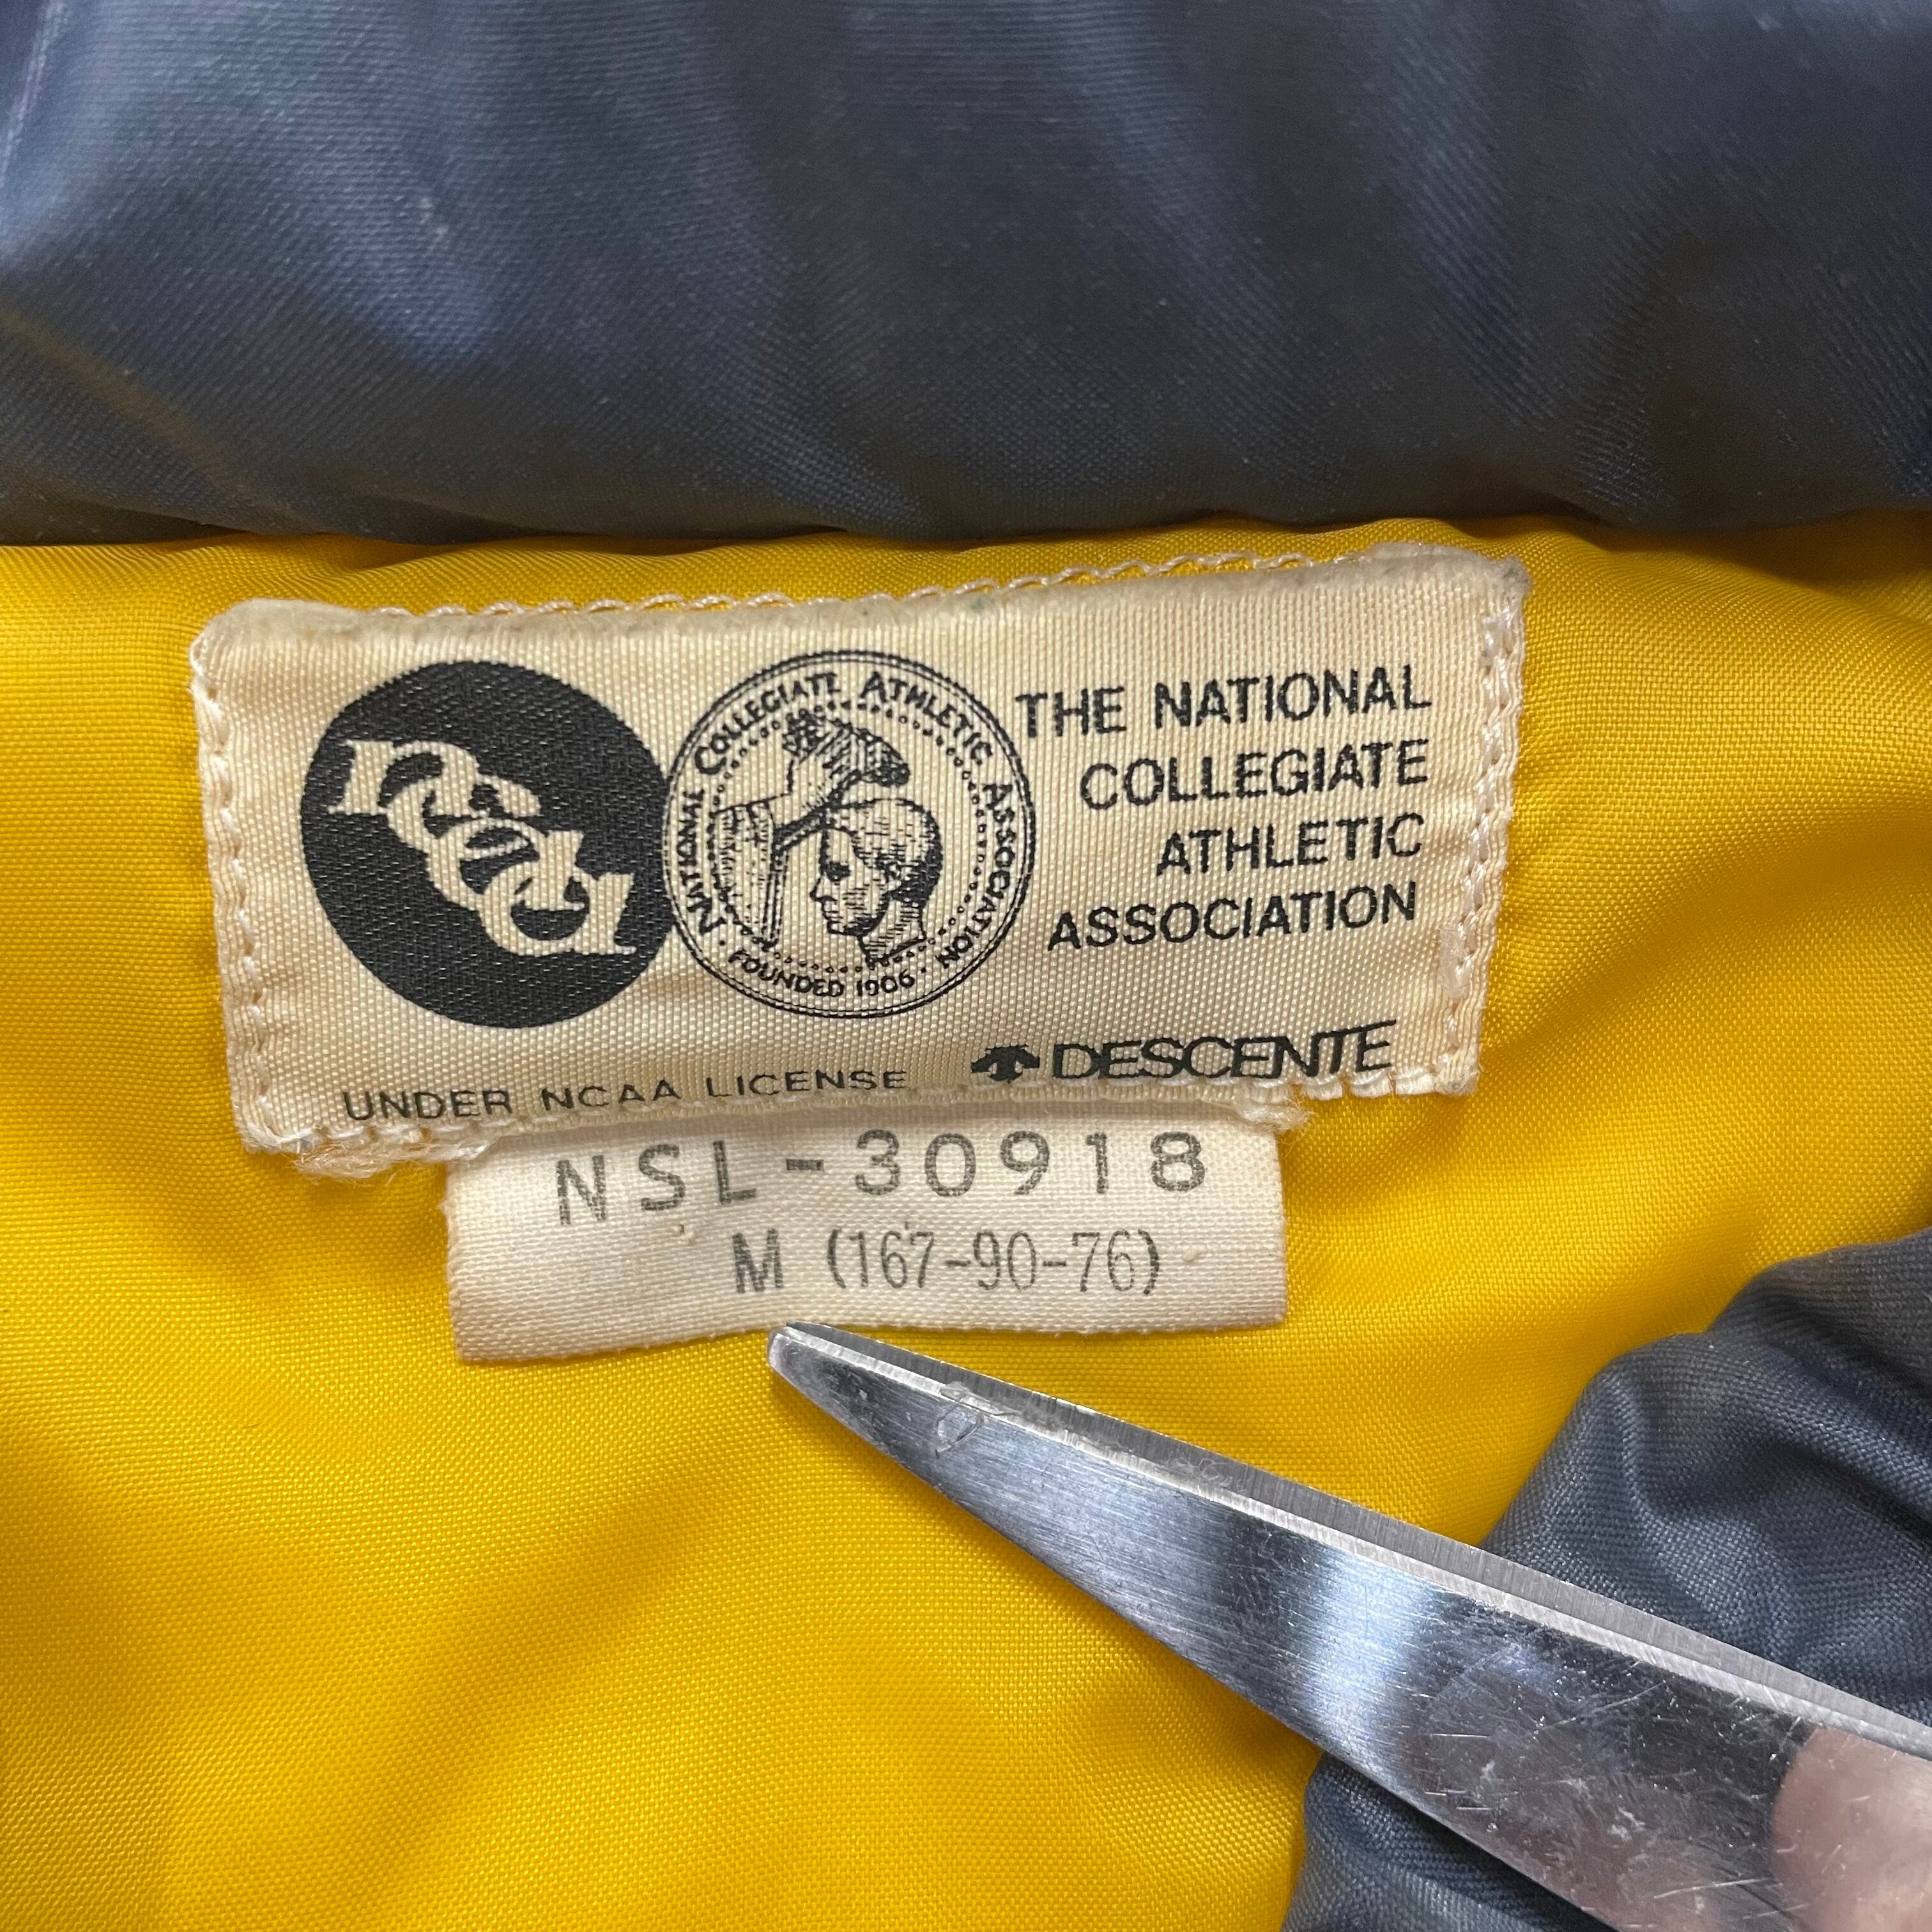 ncaa
NATIONAL COLLEGIATE ATHLETIC ASSOCIATION
FOUNDED 1906
THE NATIONAL
COLLEGIATE
ATHLETIC
ASSOCIATION
UNDER NCAA LICENSE
DESCENTE
NSL-30918
M (167-90-76)